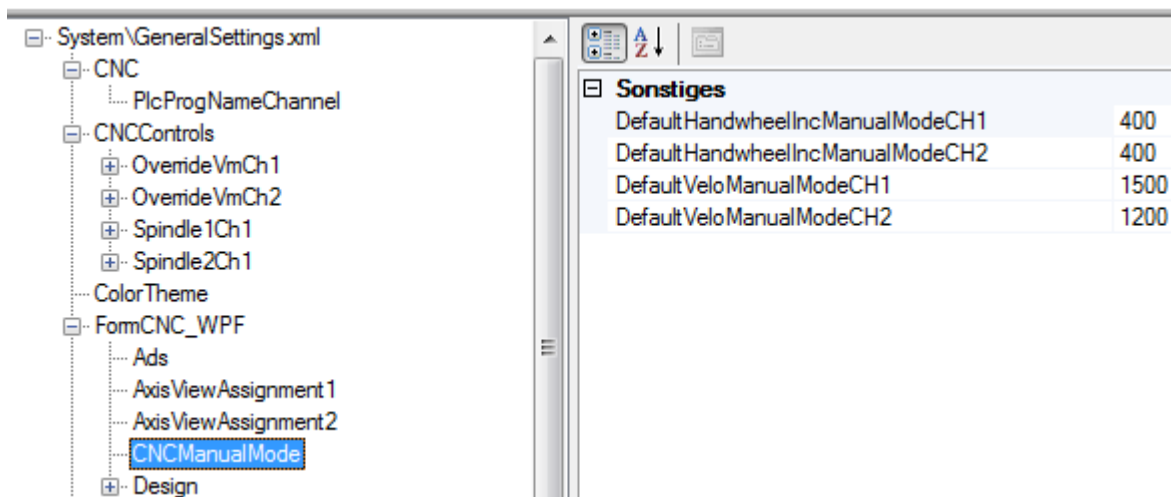 System\GeneralSettings.xml
CNC
PlcProgNameChannel
CNCControls
OverrideVmCh1
OverrideVmCh2
Spindle1Ch1
Spindle2Ch1
ColorTheme
FormCNC_WPF
Ads
AxisViewAssignment1
AxisViewAssignment2
CNCManualMode
Design
A
Z
Sonstiges
DefaultHandwheelIncManualModeCH1 400
DefaultHandwheelIncManualModeCH2 400
DefaultVeloManualModeCH1 1500
DefaultVeloManualModeCH2 1200